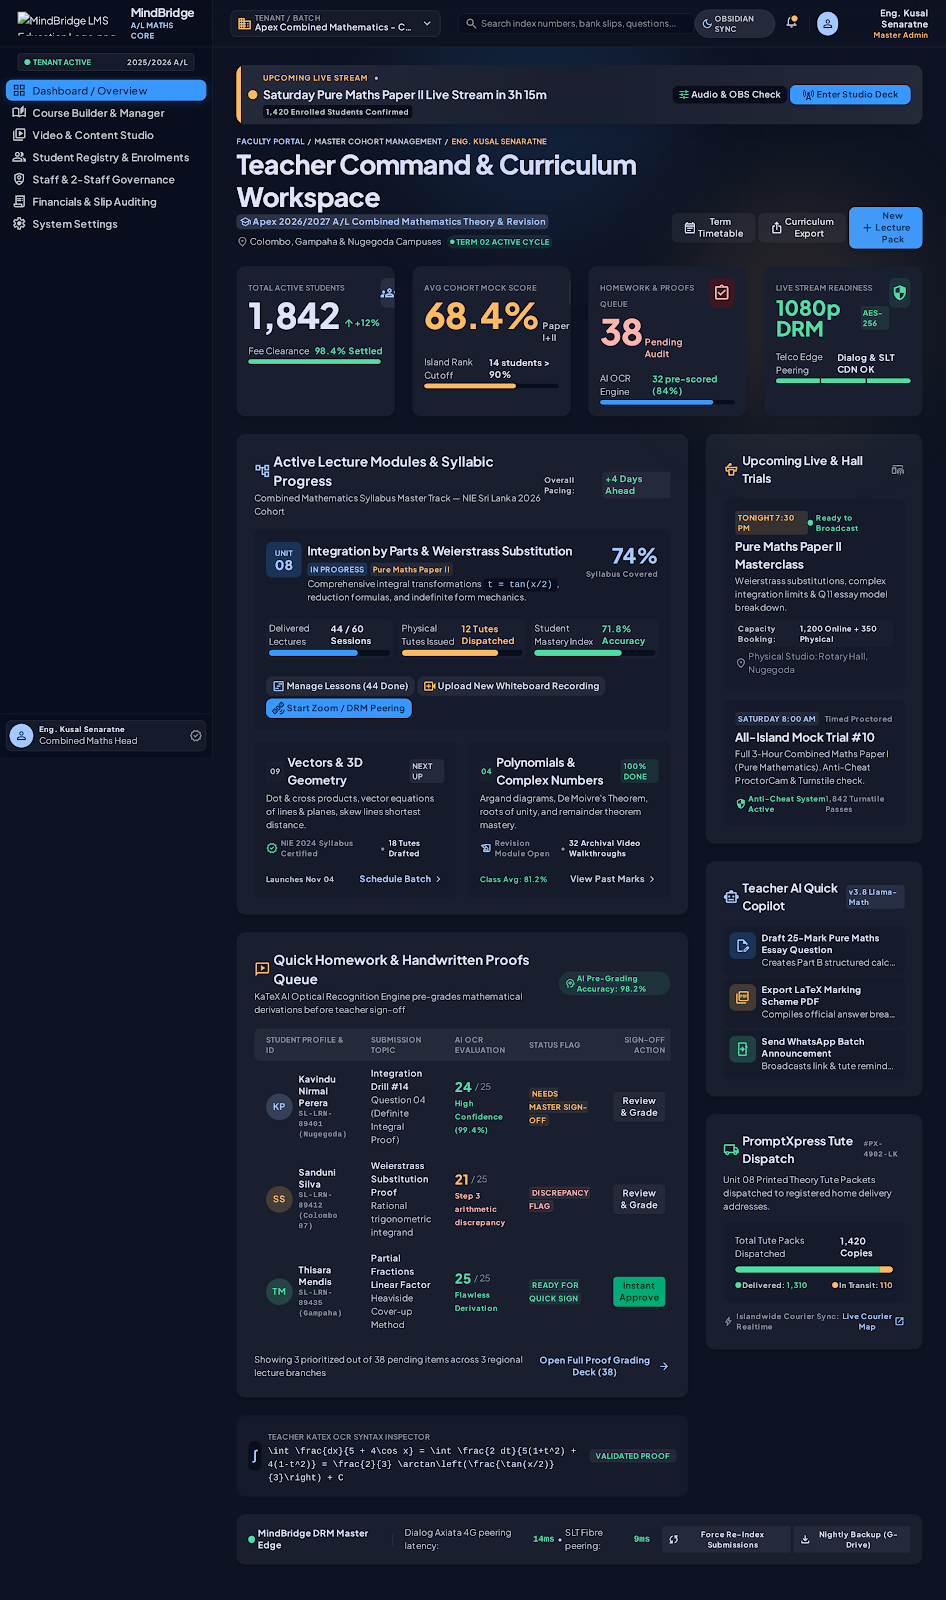 MindBridge LMS
MindBridge
A/L MATHS
CORE
TENANT / BATCH
Apex Combined Mathematics - C...
Search index numbers, bank slips, questions...
OBSIDIAN
SYNC
Eng. Kusal
Senaratne
Master Admin
TENANT ACTIVE
2025/2026 A/L
Dashboard / Overview
Course Builder & Manager
Video & Content Studio
Student Registry & Enrolments
Staff & 2-Staff Governance
Financials & Slip Auditing
System Settings
Eng. Kusal Senaratne
Combined Maths Head
UPCOMING LIVE STREAM •
Saturday Pure Maths Paper II Live Stream in 3h 15m
1,420 Enrolled Students Confirmed
Audio & OBS Check
Enter Studio Deck
FACULTY PORTAL / MASTER COHORT MANAGEMENT / ENG. KUSAL SENARATNE
Teacher Command & Curriculum
Workspace
Apex 2026/2027 A/L Combined Mathematics Theory & Revision
Colombo, Gampaha & Nugegoda Campuses
TERM 02 ACTIVE CYCLE
Term
Timetable
Curriculum
Export
New
Lecture
Pack
TOTAL ACTIVE STUDENTS
1,842
+12%
Fee Clearance 98.4% Settled
AVG COHORT MOCK SCORE
68.4%
Paper
I+II
Island Rank
Cutoff
14 students >
90%
HOMEWORK & PROOFS
QUEUE
38
Pending
Audit
AI OCR
Engine
32 pre-scored
(84%)
LIVE STREAM READINESS
1080p
DRM
AES-
256
Telco Edge
Peering
Dialog & SLT
CDN OK
Active Lecture Modules & Syllabic
Progress
Combined Mathematics Syllabus Master Track — NIE Sri Lanka 2026
Cohort
Overall
Pacing:
+4 Days
Ahead
UNIT
08
Integration by Parts & Weierstrass Substitution
IN PROGRESS
Pure Maths Paper II
Comprehensive integral transformations t = tan(x/2) ,
reduction formulas, and indefinite form mechanics.
74%
Syllabus Covered
Delivered
Lectures
44 / 60
Sessions
Physical
Tutes Issued
12 Tutes
Dispatched
Student
Mastery Index
71.8%
Accuracy
Manage Lessons (44 Done)
Upload New Whiteboard Recording
Start Zoom / DRM Peering
09
Vectors & 3D
Geometry
NEXT
UP
Dot & cross products, vector equations
of lines & planes, skew lines shortest
distance.
NIE 2024 Syllabus
Certified
• 18 Tutes
Drafted
Launches Nov 04
Schedule Batch
04
Polynomials &
Complex Numbers
100%
DONE
Argand diagrams, De Moivre's Theorem,
roots of unity, and remainder theorem
mastery.
Revision
Module Open
• 32 Archival Video
Walkthroughs
Class Avg: 81.2%
View Past Marks
Quick Homework & Handwritten Proofs
Queue
KaTeX AI Optical Recognition Engine pre-grades mathematical
derivations before teacher sign-off
AI Pre-Grading
Accuracy: 98.2%
STUDENT PROFILE &
ID
SUBMISSION
TOPIC
AI OCR
EVALUATION
STATUS FLAG
SIGN-OFF
ACTION
KP
Kavindu
Nirmal
Perera
SL-LRN-
89401
(Nugegoda)
Integration
Drill #14
Question 04
(Definite
Integral
Proof)
24 / 25
High
Confidence
(99.4%)
NEEDS
MASTER SIGN-
OFF
Review
& Grade
SS
Sanduni
Silva
SL-LRN-
89412
(Colombo
07)
Weierstrass
Substitution
Proof
Rational
trigonometric
integrand
21 / 25
Step 3
arithmetic
discrepancy
DISCREPANCY
FLAG
Review
& Grade
TM
Thisara
Mendis
SL-LRN-
89435
(Gampaha)
Partial
Fractions
Linear Factor
Heaviside
Cover-up
Method
25 / 25
Flawless
Derivation
READY FOR
QUICK SIGN
Instant
Approve
Showing 3 prioritized out of 38 pending items across 3 regional
lecture branches
Open Full Proof Grading
Deck (38)
∫
TEACHER KATEX OCR SYNTAX INSPECTOR
\int \frac{dx}{5 + 4\cos x} = \int \frac{2 dt}{5(1+t^2) +
4(1-t^2)} = \frac{2}{3} \arctan\left(\frac{\tan(x/2)}
{3}\right) + C
VALIDATED PROOF
Upcoming Live & Hall
Trials
TONIGHT 7:30
PM
Ready to
Broadcast
Pure Maths Paper II
Masterclass
Weierstrass substitutions, complex
integration limits & Q11 essay model
breakdown.
Capacity
Booking:
1,200 Online + 350
Physical
Physical Studio: Rotary Hall,
Nugegoda
SATURDAY 8:00 AM
Timed Proctored
All-Island Mock Trial #10
Full 3-Hour Combined Maths Paper I
(Pure Mathematics). Anti-Cheat
ProctorCam & Turnstile check.
Anti-Cheat System
Active
1,842 Turnstile
Passes
Teacher AI Quick
Copilot
v3.8 Llama-
Math
Draft 25-Mark Pure Maths
Essay Question
Creates Part B structured calc...
Export LaTeX Marking
Scheme PDF
Compiles official answer brea...
Send WhatsApp Batch
Announcement
Broadcasts link & tute remind...
PromptXpress Tute
Dispatch
#PX-
4902-LK
Unit 08 Printed Theory Tute Packets
dispatched to registered home delivery
addresses.
Total Tute Packs
Dispatched
1,420
Copies
Delivered: 1,310
In Transit: 110
Islandwide Courier Sync:
Realtime
Live Courier
Map
MindBridge DRM Master
Edge
Dialog Axiata 4G peering
latency:
14ms
• SLT Fibre
peering:
9ms
Force Re-Index
Submissions
Nightly Backup (G-
Drive)